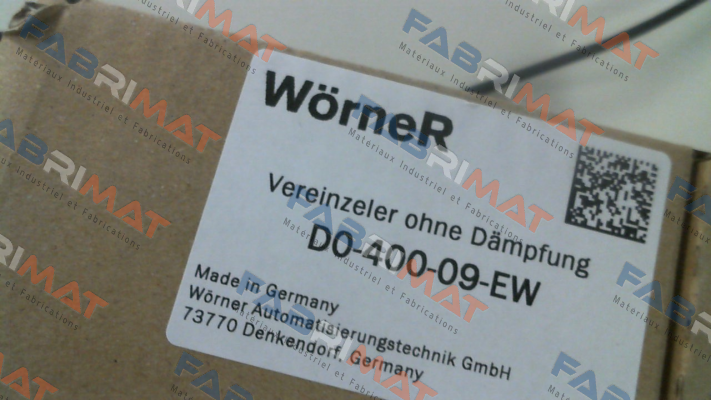 WörneR
Vereinzeler ohne Dämpfung
D0-400-09-EW
Made in Germany
Wörner Automatisierungstechnik GmbH
73770 Denkendorf, Germany
FABRIMAT
Materiaux Industriel et Fabrications